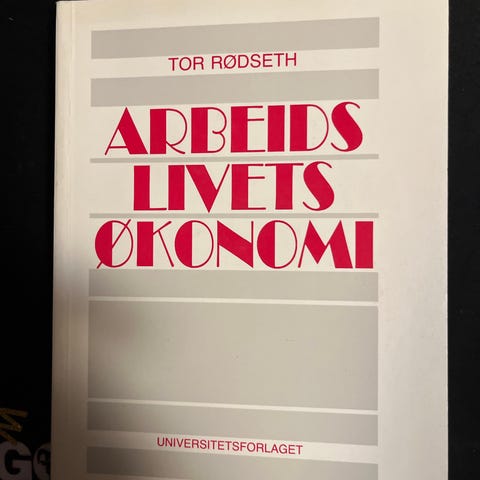 TOR RØDSETH
ARBEIDS
LIVETS
ØKONOMI
UNIVERSITETSFORLAGET